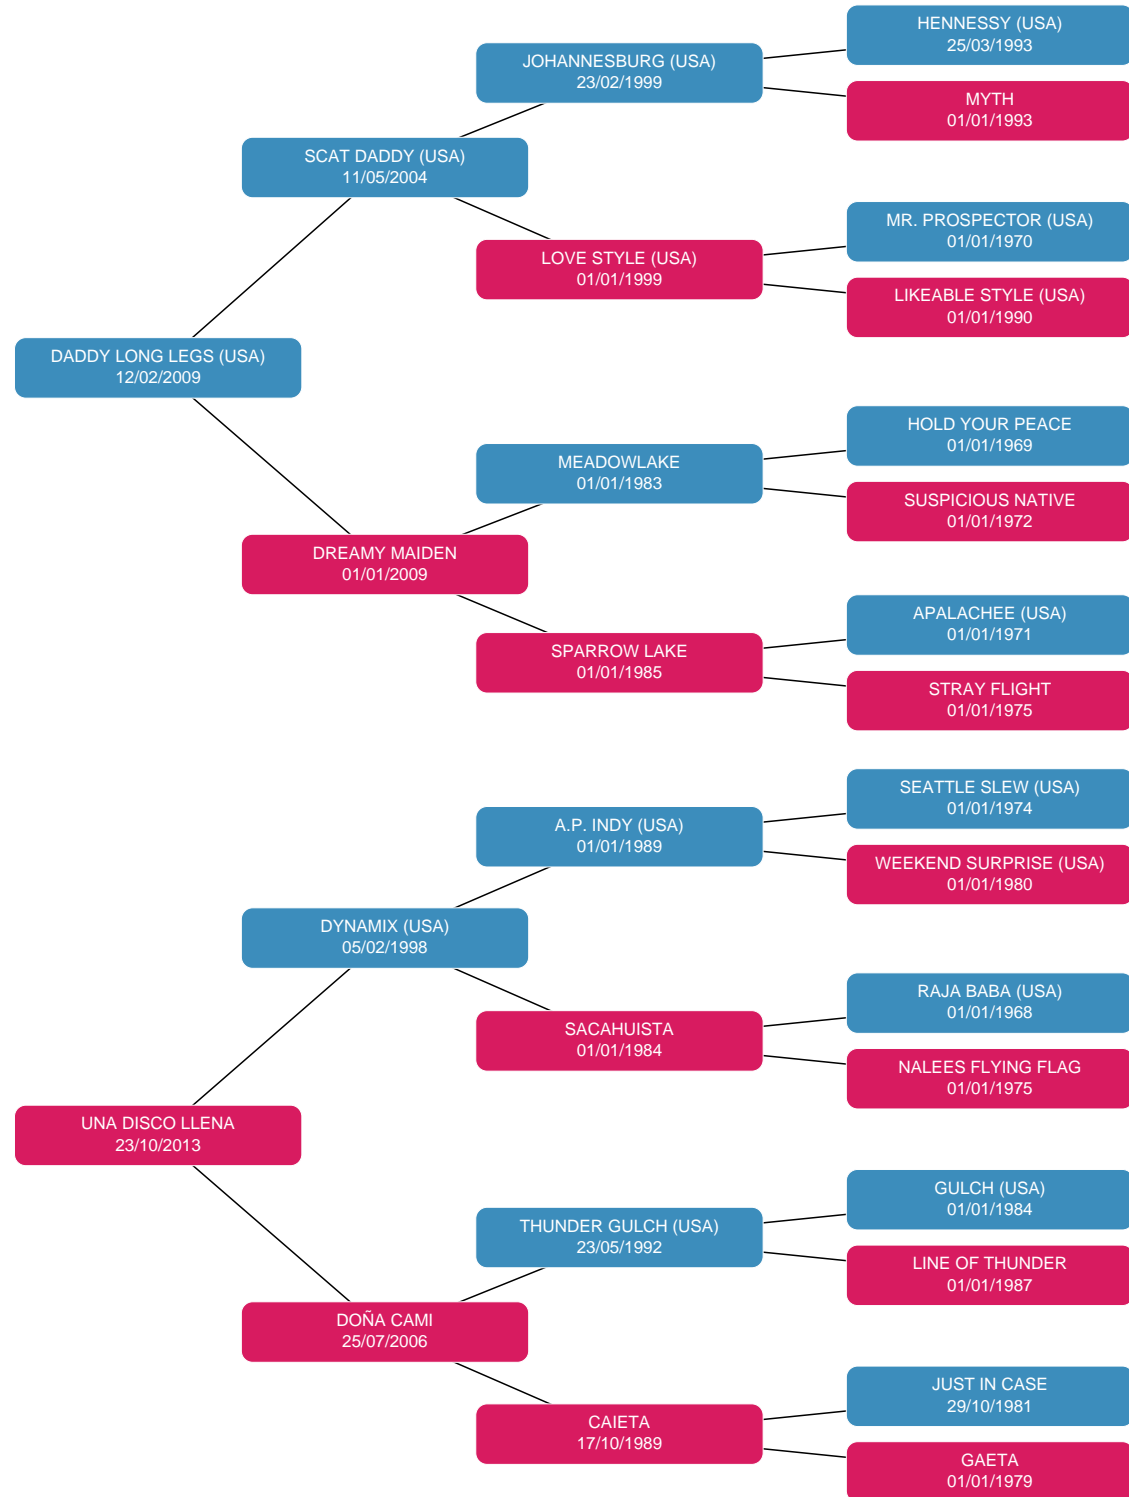 HENNESSY (USA)
25/03/1993
JOHANNESBURG (USA)
23/02/1999
MYTH
01/01/1993
SCAT DADDY (USA)
11/05/2004
MR. PROSPECTOR (USA)
01/01/1970
LOVE STYLE (USA)
01/01/1999
LIKEABLE STYLE (USA)
01/01/1990
DADDY LONG LEGS (USA)
12/02/2009
HOLD YOUR PEACE
01/01/1969
MEADOWLAKE
01/01/1983
SUSPICIOUS NATIVE
01/01/1972
DREAMY MAIDEN
01/01/2009
APALACHEE (USA)
01/01/1971
SPARROW LAKE
01/01/1985
STRAY FLIGHT
01/01/1975
SEATTLE SLEW (USA)
01/01/1974
A.P. INDY (USA)
01/01/1989
WEEKEND SURPRISE (USA)
01/01/1980
DYNAMIX (USA)
05/02/1998
RAJA BABA (USA)
01/01/1968
SACAHUISTA
01/01/1984
NALEES FLYING FLAG
01/01/1975
UNA DISCO LLENA
23/10/2013
GULCH (USA)
01/01/1984
THUNDER GULCH (USA)
23/05/1992
LINE OF THUNDER
01/01/1987
DOÑA CAMI
25/07/2006
JUST IN CASE
29/10/1981
CAIETA
17/10/1989
GAETA
01/01/1979